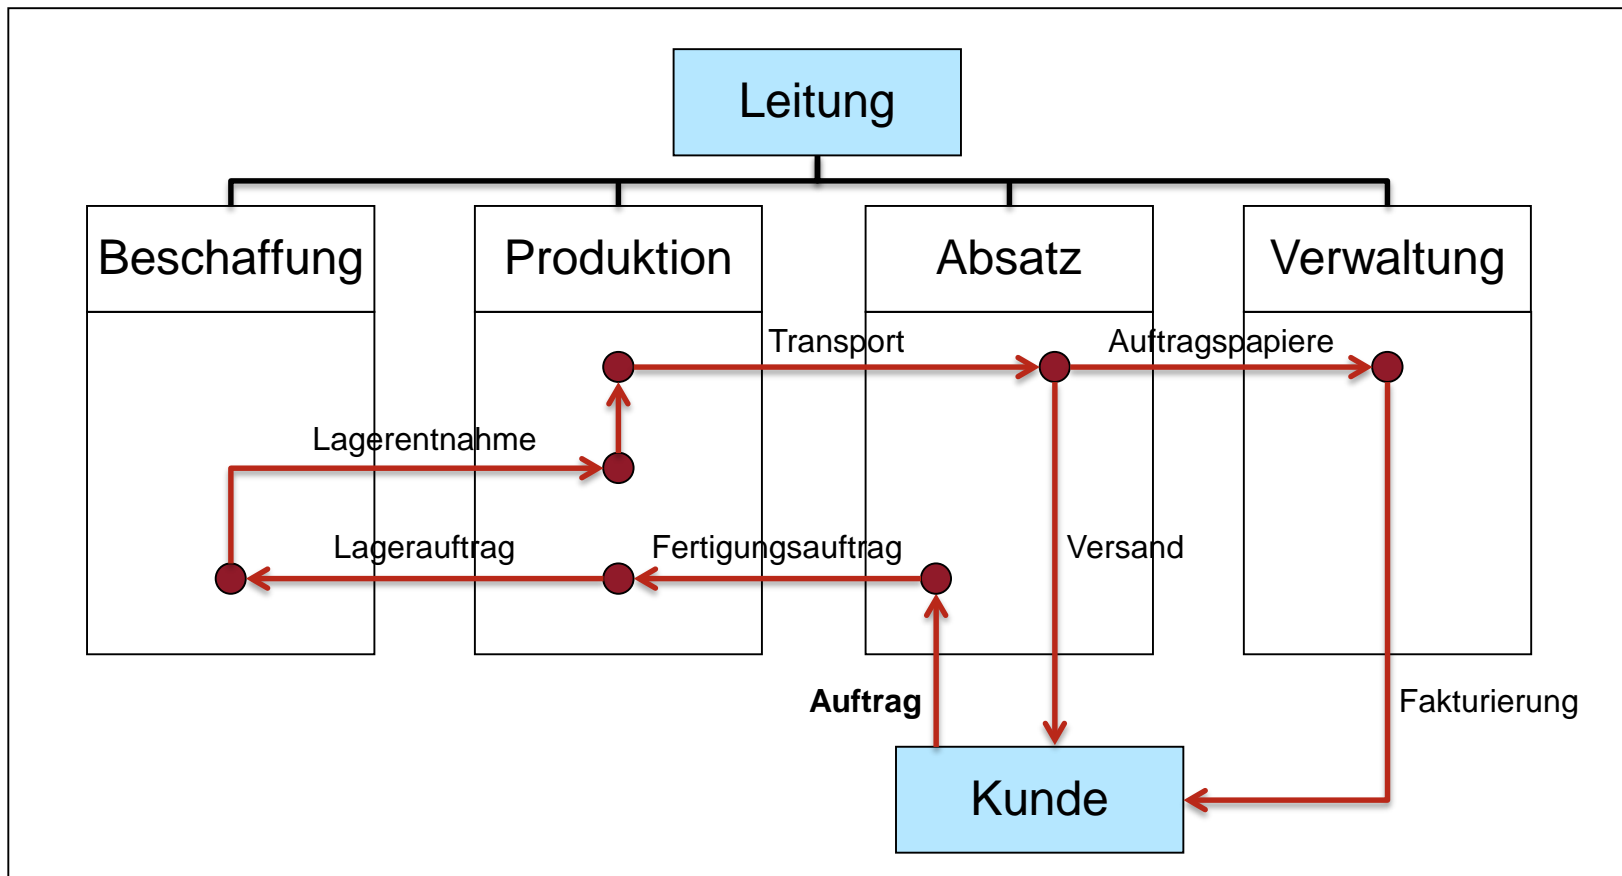 Leitung
Beschaffung
Produktion
Absatz
Verwaltung
Transport
Auftragspapiere
Lagerentnahme
Lagerauftrag
Fertigungsauftrag
Versand
Auftrag
Fakturierung
Kunde